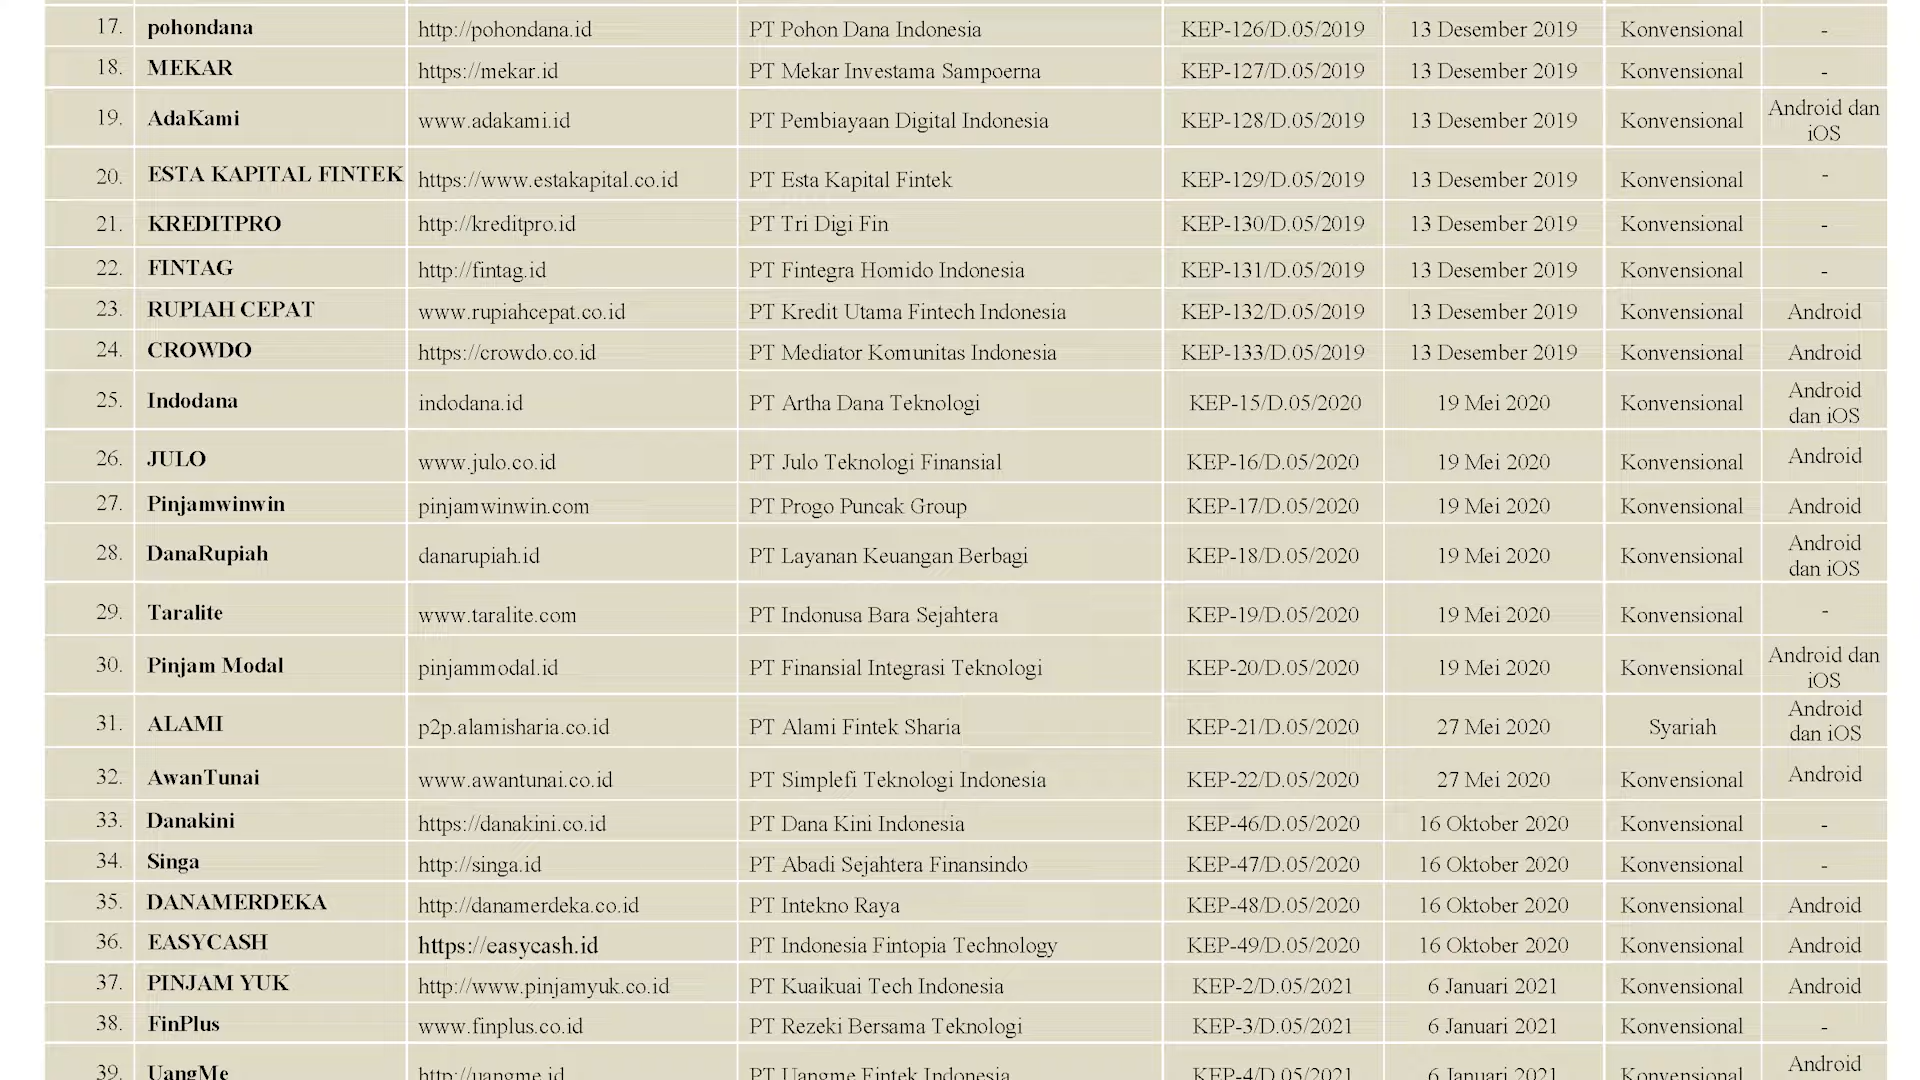 17. pohondana http://pohondana.id PT Pohon Dana Indonesia KEP-126/D.05/2019 13 Desember 2019 Konvensional -
18. MEKAR https://mekar.id PT Mekar Investama Sampoerna KEP-127/D.05/2019 13 Desember 2019 Konvensional -
19. AdaKami www.adakami.id PT Pembiayaan Digital Indonesia KEP-128/D.05/2019 13 Desember 2019 Konvensional Android dan
iOS
20. ESTA KAPITAL FINTEK https://www.estakapital.co.id PT Esta Kapital Fintek KEP-129/D.05/2019 13 Desember 2019 Konvensional -
21. KREDITPRO http://kreditpro.id PT Tri Digi Fin KEP-130/D.05/2019 13 Desember 2019 Konvensional -
22. FINTAG http://fintag.id PT Fintegra Homido Indonesia KEP-131/D.05/2019 13 Desember 2019 Konvensional -
23. RUPIAH CEPAT www.rupiahcepat.co.id PT Kredit Utama Fintech Indonesia KEP-132/D.05/2019 13 Desember 2019 Konvensional Android
24. CROWDO https://crowdo.co.id PT Mediator Komunitas Indonesia KEP-133/D.05/2019 13 Desember 2019 Konvensional Android
25. Indodana indodana.id PT Artha Dana Teknologi KEP-15/D.05/2020 19 Mei 2020 Konvensional Android
dan iOS
26. JULO www.julo.co.id PT Julo Teknologi Finansial KEP-16/D.05/2020 19 Mei 2020 Konvensional Android
27. Pinjamwinwin pinjamwinwin.com PT Progo Puncak Group KEP-17/D.05/2020 19 Mei 2020 Konvensional Android
28. DanaRupiah danarupiah.id PT Layanan Keuangan Berbagi KEP-18/D.05/2020 19 Mei 2020 Konvensional Android
dan iOS
29. Taralite www.taralite.com PT Indonusa Bara Sejahtera KEP-19/D.05/2020 19 Mei 2020 Konvensional -
30. Pinjam Modal pinjammodal.id PT Finansial Integrasi Teknologi KEP-20/D.05/2020 19 Mei 2020 Konvensional Android dan
iOS
31. ALAMI p2p.alamisharia.co.id PT Alami Fintek Sharia KEP-21/D.05/2020 27 Mei 2020 Syariah Android
dan iOS
32. AwanTunai www.awantunai.co.id PT Simplefi Teknologi Indonesia KEP-22/D.05/2020 27 Mei 2020 Konvensional Android
33. Danakini https://danakini.co.id PT Dana Kini Indonesia KEP-46/D.05/2020 16 Oktober 2020 Konvensional -
34. Singa http://singa.id PT Abadi Sejahtera Finansindo KEP-47/D.05/2020 16 Oktober 2020 Konvensional -
35. DANAMERDEKA http://danamerdeka.co.id PT Intekno Raya KEP-48/D.05/2020 16 Oktober 2020 Konvensional Android
36. EASYCASH https://easycash.id PT Indonesia Fintopia Technology KEP-49/D.05/2020 16 Oktober 2020 Konvensional Android
37. PINJAM YUK http://www.pinjamyuk.co.id PT Kuaikuai Tech Indonesia KEP-2/D.05/2021 6 Januari 2021 Konvensional Android
38. FinPlus www.finplus.co.id PT Rezeki Bersama Teknologi KEP-3/D.05/2021 6 Januari 2021 Konvensional -
39. UangMe http://uangme.id PT Uangme Fintek Indonesia KEP-4/D.05/2021 6 Januari 2021 Konvensional Android